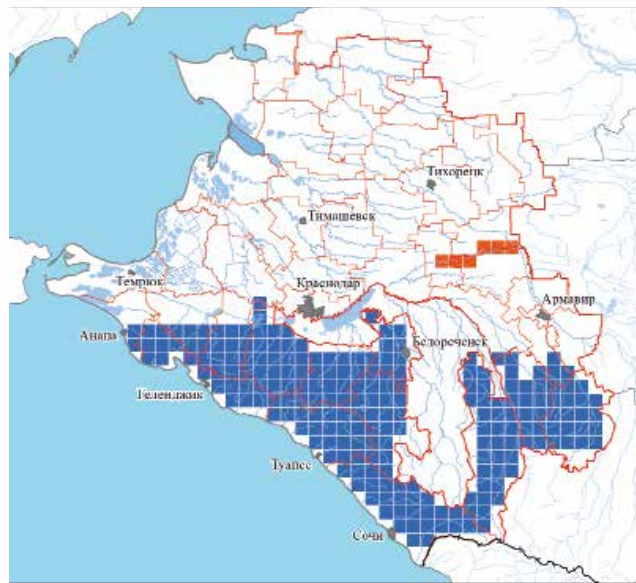 Тихорецк
Тимашевск
Темрюк
Краснодар
Армавир
Анапа
Белореченск
Геленджик
Туапсе
Сочи